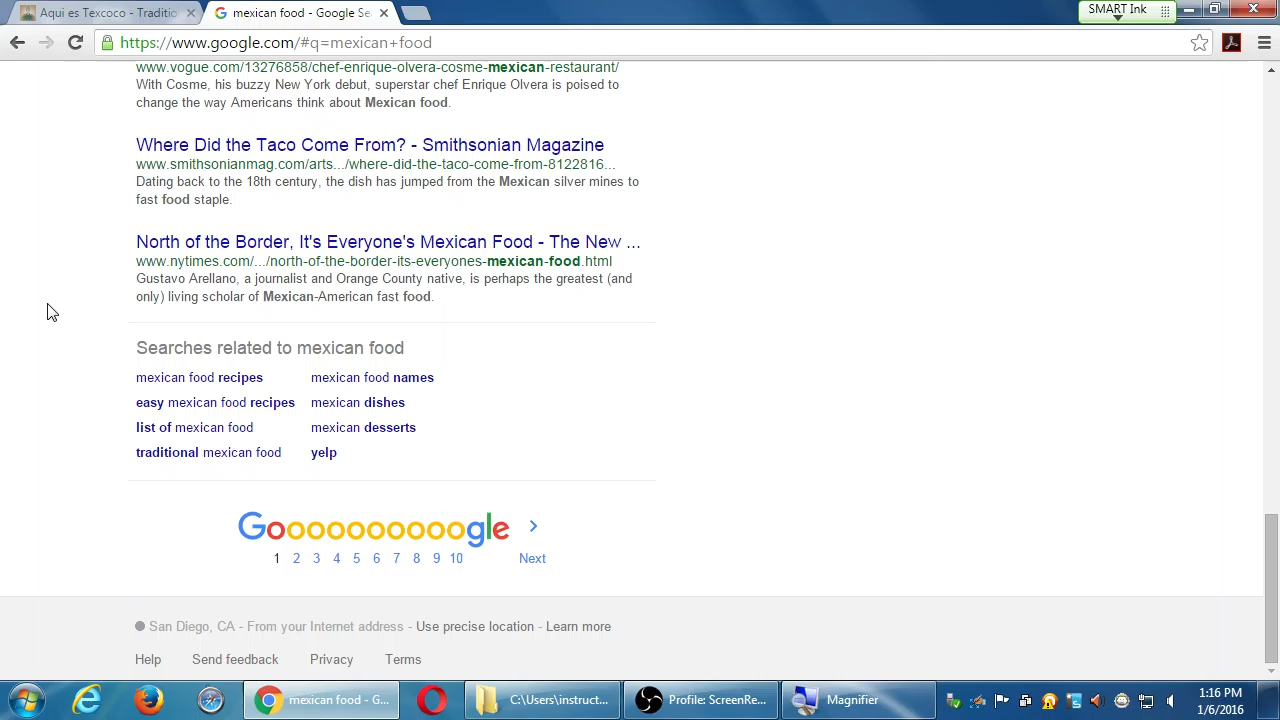 Aqui es Texcoco - Traditio
mexican food - Google Se
SMART Ink
https://www.google.com/#q=mexican+food
www.vogue.com/13276858/chef-enrique-olvera-cosme-mexican-restaurant/
With Cosme, his buzzy New York debut, superstar chef Enrique Olvera is poised to
change the way Americans think about Mexican food.
Where Did the Taco Come From? - Smithsonian Magazine
www.smithsonianmag.com/arts.../where-did-the-taco-come-from-8122816...
Dating back to the 18th century, the dish has jumped from the Mexican silver mines to
fast food staple.
North of the Border, It's Everyone's Mexican Food - The New ...
www.nytimes.com/.../north-of-the-border-its-everyones-mexican-food.html
Gustavo Arellano, a journalist and Orange County native, is perhaps the greatest (and
only) living scholar of Mexican-American fast food.
Searches related to mexican food
mexican food recipes mexican food names
easy mexican food recipes mexican dishes
list of mexican food mexican desserts
traditional mexican food yelp
Goooooooooogle >
1 2 3 4 5 6 7 8 9 10 Next
San Diego, CA - From your Internet address - Use precise location - Learn more
Help Send feedback Privacy Terms
mexican food - G...
C:\Users\instruct...
Profile: ScreenRe...
Magnifier
1:16 PM
1/6/2016